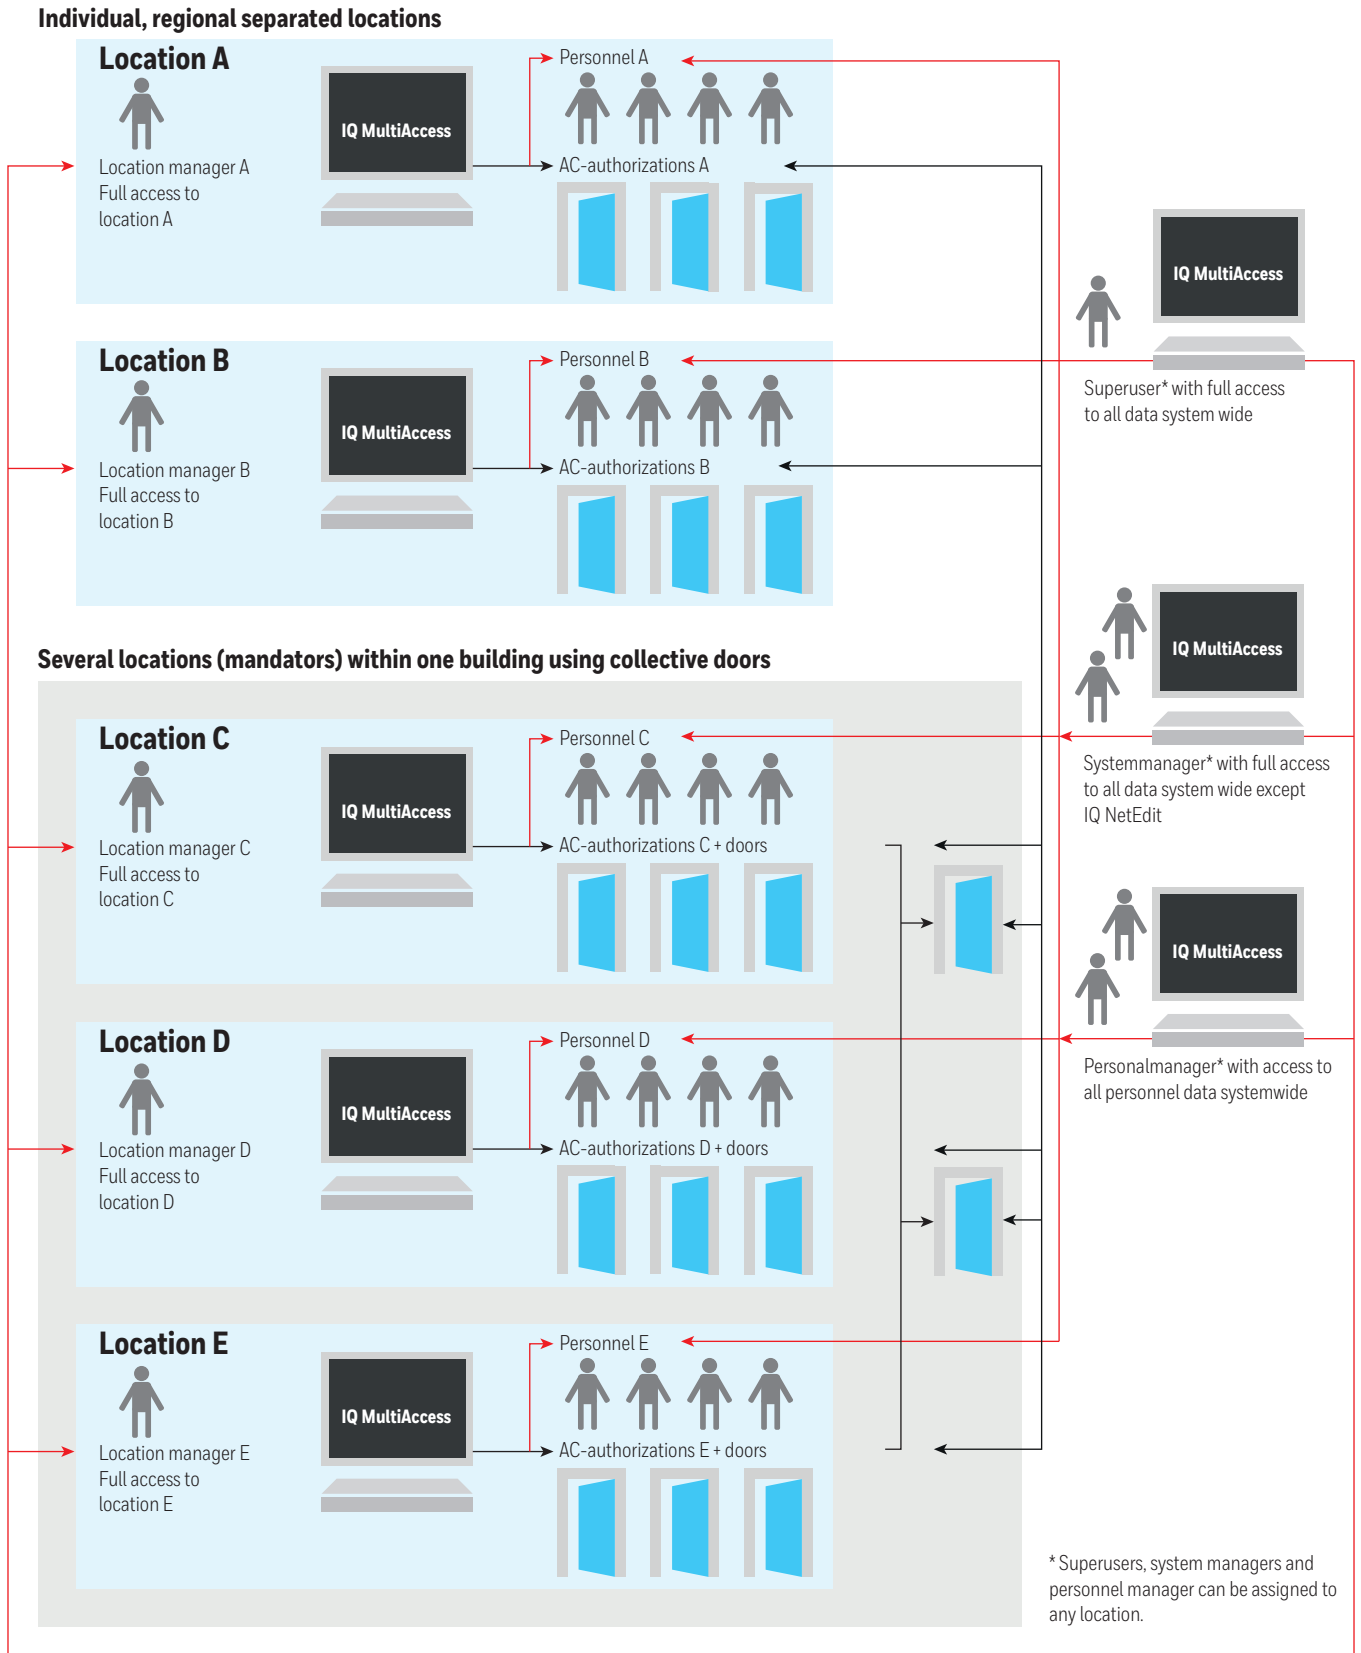 Individual, regional separated locations
Location A
IQ MultiAccess
Location manager A
Full access to
location A
Personnel A
AC-authorizations A
Location B
IQ MultiAccess
Location manager B
Full access to
location B
Personnel B
AC-authorizations B
IQ MultiAccess
Superuser* with full access
to all data system wide
Several locations (mandators) within one building using collective doors
Location C
IQ MultiAccess
Location manager C
Full access to
location C
Personnel C
AC-authorizations C + doors
IQ MultiAccess
Systemmanager* with full access
to all data system wide except
IQ NetEdit
Location D
IQ MultiAccess
Location manager D
Full access to
location D
Personnel D
AC-authorizations D + doors
IQ MultiAccess
Personalmanager* with access to
all personnel data systemwide
Location E
IQ MultiAccess
Location manager E
Full access to
location E
Personnel E
AC-authorizations E + doors
* Superusers, system managers and
personnel manager can be assigned to
any location.